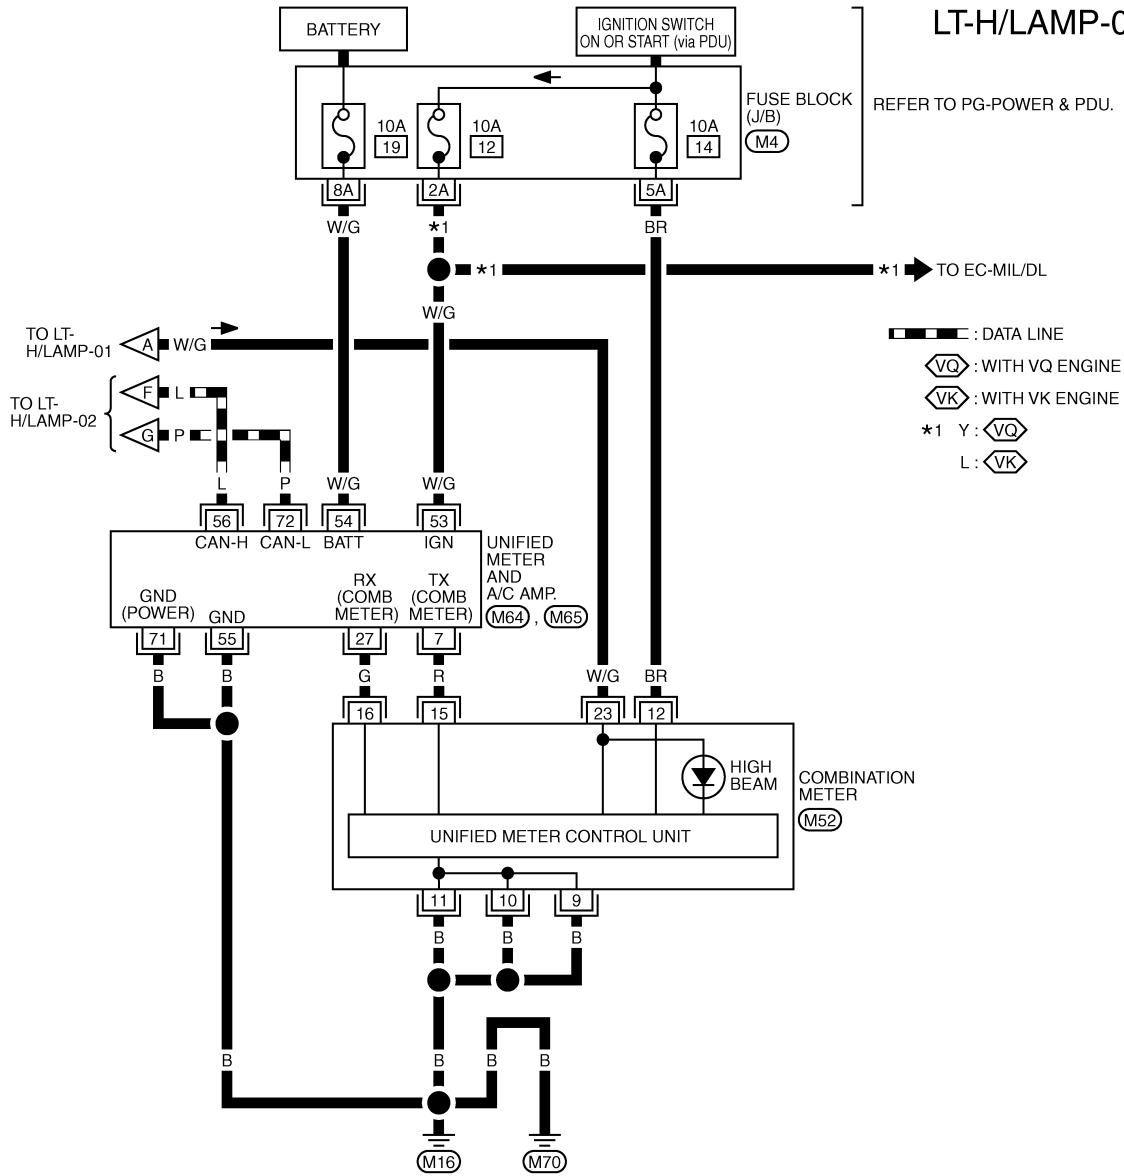 LT-H/LAMP-0
BATTERY
IGNITION SWITCH
ON OR START (via PDU)
FUSE BLOCK
(J/B)
M4
REFER TO PG-POWER & PDU.
10A
19
10A
12
10A
14
8A
2A
5A
W/G
*1
BR
*1
*1
TO EC-MIL/DL
W/G
TO LT-
H/LAMP-01
A
W/G
TO LT-
H/LAMP-02
F
L
G
P
: DATA LINE
VQ : WITH VQ ENGINE
VK : WITH VK ENGINE
*1 Y : VQ
L : VK
L
P
W/G
W/G
56
72
54
53
CAN-H
CAN-L
BATT
IGN
UNIFIED
METER
AND
A/C AMP.
M64 , M65
GND
(POWER)
GND
RX
(COMB
METER)
TX
(COMB
METER)
71
55
27
7
B
B
G
R
W/G
BR
16
15
23
12
HIGH
BEAM
COMBINATION
METER
M52
UNIFIED METER CONTROL UNIT
11
10
9
B
B
B
B
B
B
B
M16
M70